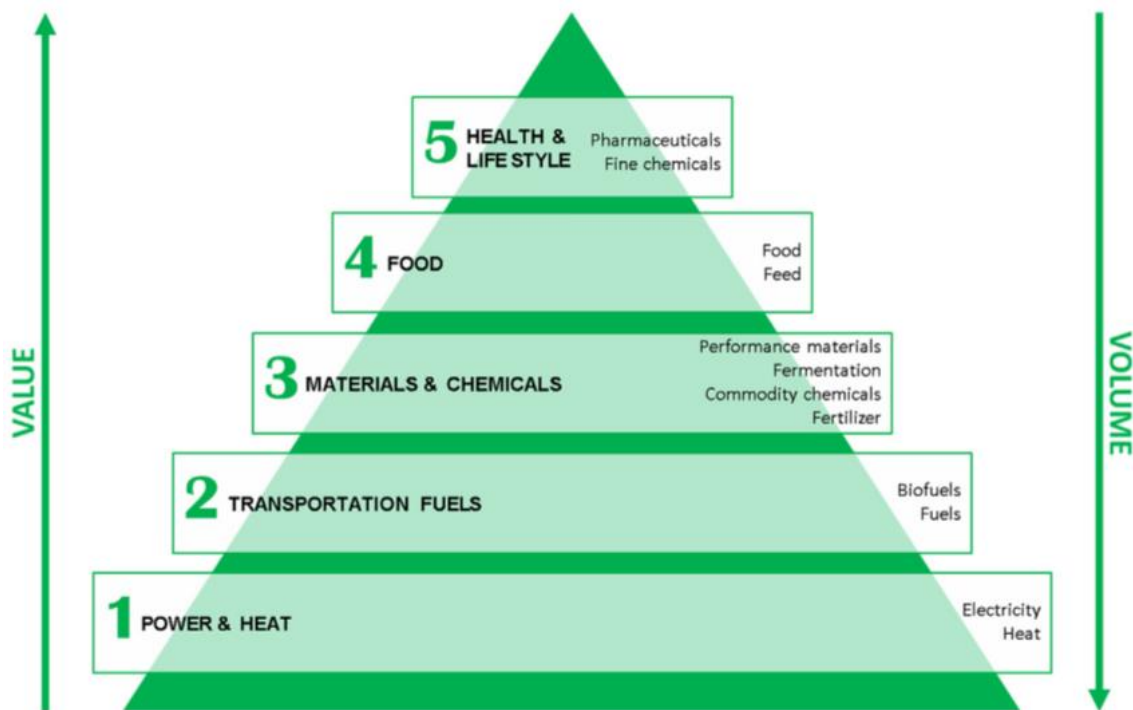 VALUE
VOLUME
5 HEALTH &
LIFE STYLE
Pharmaceuticals
Fine chemicals
4 FOOD
Food
Feed
3 MATERIALS & CHEMICALS
Performance materials
Fermentation
Commodity chemicals
Fertilizer
2 TRANSPORTATION FUELS
Biofuels
Fuels
1 POWER & HEAT
Electricity
Heat